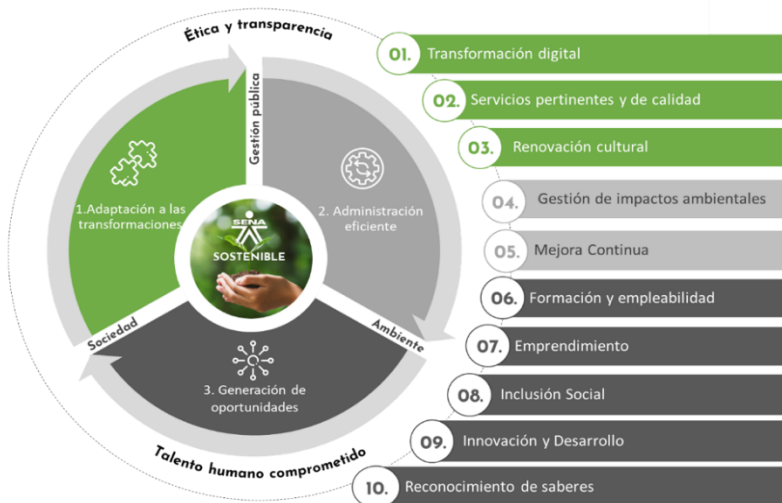 Ética y transparencia
Gestión pública
1.Adaptación a las
transformaciones
2. Administración
eficiente
SENA
SOSTENIBLE
Sociedad
Ambiente
3. Generación de
oportunidades
Talento humano comprometido
01. Transformación digital
02. Servicios pertinentes y de calidad
03. Renovación cultural
04. Gestión de impactos ambientales
05. Mejora Continua
06. Formación y empleabilidad
07. Emprendimiento
08. Inclusión Social
09. Innovación y Desarrollo
10. Reconocimiento de saberes